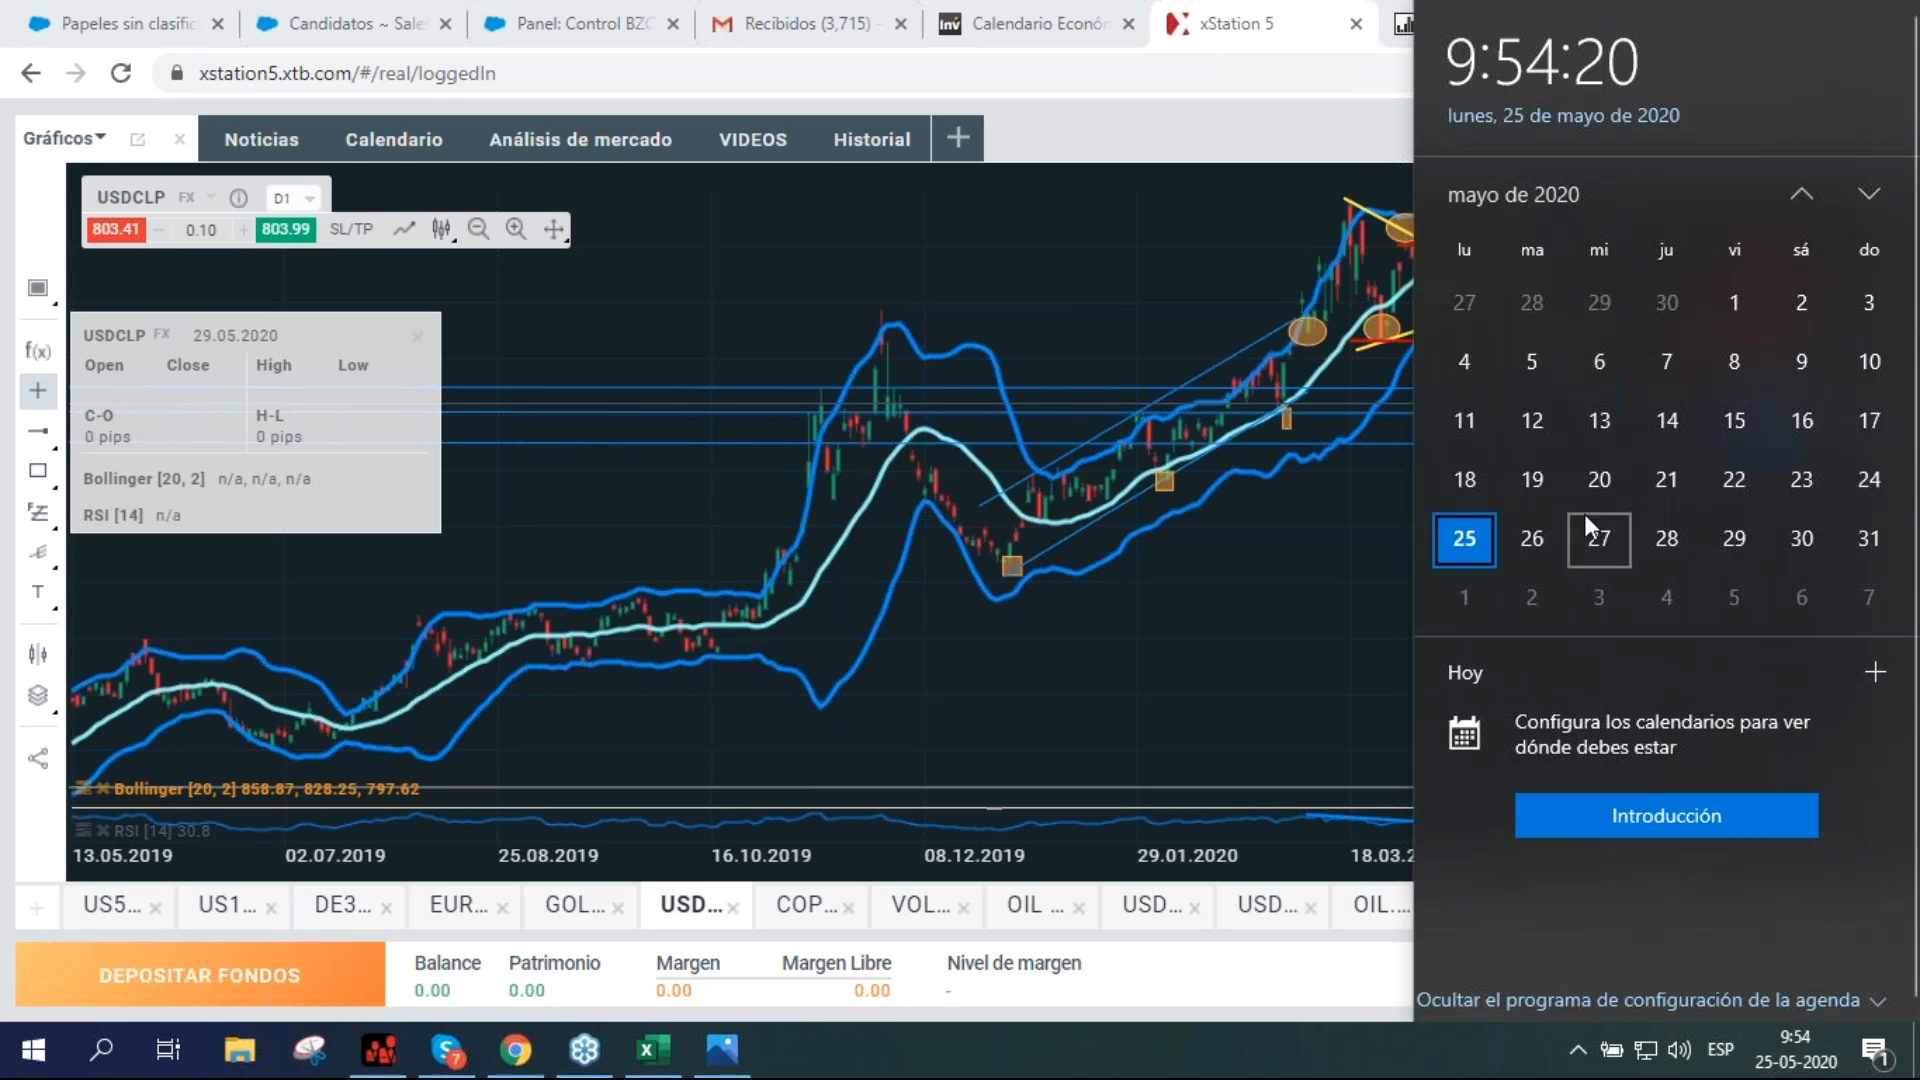 Papeles sin clasific
Candidatos ~ Sale
Panel: Control BZC
Recibidos (3,715) -
Inv
Calendario Económ
xStation 5
xstation5.xtb.com/#/real/loggedIn
Gráficos
Noticias
Calendario
Análisis de mercado
VIDEOS
Historial
USDCLP FX D1
803.41 0.10 803.99 SL/TP
f(x)
T
USDCLP FX 29.05.2020
Open Close High Low
C-O H-L
0 pips 0 pips
Bollinger [20, 2] n/a, n/a, n/a
RSI [14] n/a
Bollinger [20, 2] 858.87, 828.25, 797.62
RSI [14] 30.8
13.05.2019 02.07.2019 25.08.2019 16.10.2019 08.12.2019 29.01.2020 18.03.2
US5... US1... DE3... EUR... GOL... USD... COP... VOL... OIL ... USD... USD... OIL....
DEPOSITAR FONDOS
Balance Patrimonio Margen Margen Libre Nivel de margen
0.00 0.00 0.00 0.00 -
9:54:20
lunes, 25 de mayo de 2020
mayo de 2020
lu ma mi ju vi sá do
27 28 29 30 1 2 3
4 5 6 7 8 9 10
11 12 13 14 15 16 17
18 19 20 21 22 23 24
25 26 27 28 29 30 31
1 2 3 4 5 6 7
Hoy
Configura los calendarios para ver
dónde debes estar
Introducción
Ocultar el programa de configuración de la agenda
7
ESP
9:54
25-05-2020
1